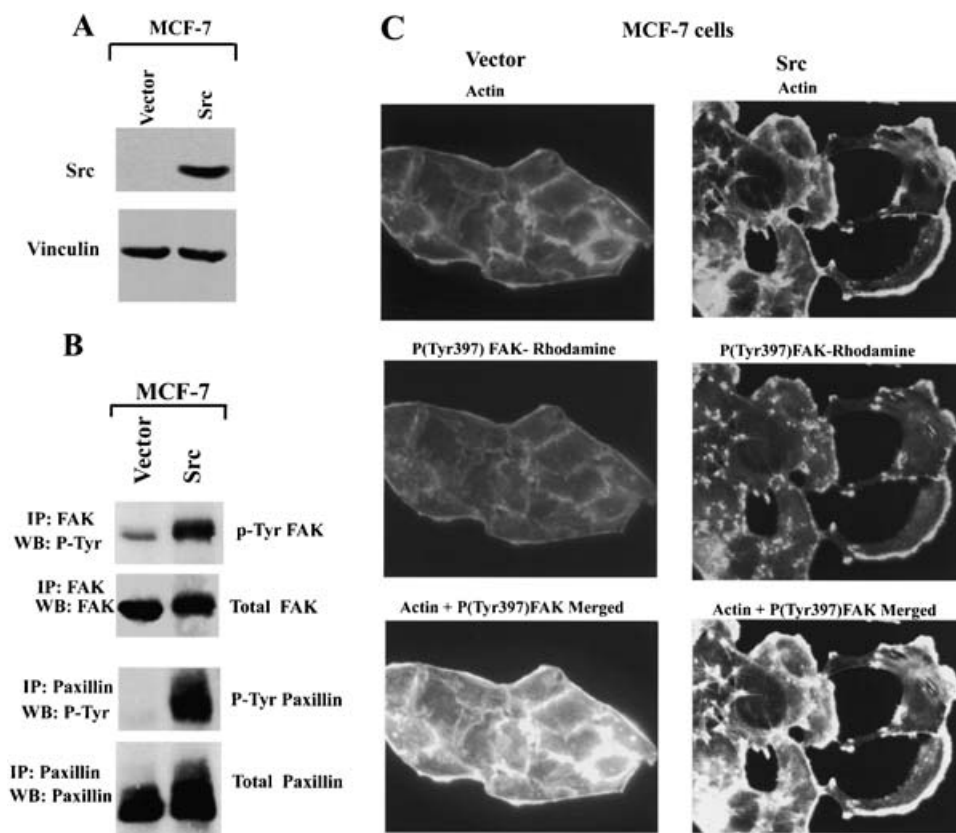 A
MCF-7
Vector
Src
Src
Vinculin
B
MCF-7
Vector
Src
IP: FAK
WB: P-Tyr
p-Tyr FAK
IP: FAK
WB: FAK
Total FAK
IP: Paxillin
WB: P-Tyr
P-Tyr Paxillin
IP: Paxillin
WB: Paxillin
Total Paxillin
C
MCF-7 cells
Vector
Actin
Src
Actin
P(Tyr397) FAK- Rhodamine
P(Tyr397)FAK-Rhodamine
Actin + P(Tyr397)FAK Merged
Actin + P(Tyr397)FAK Merged